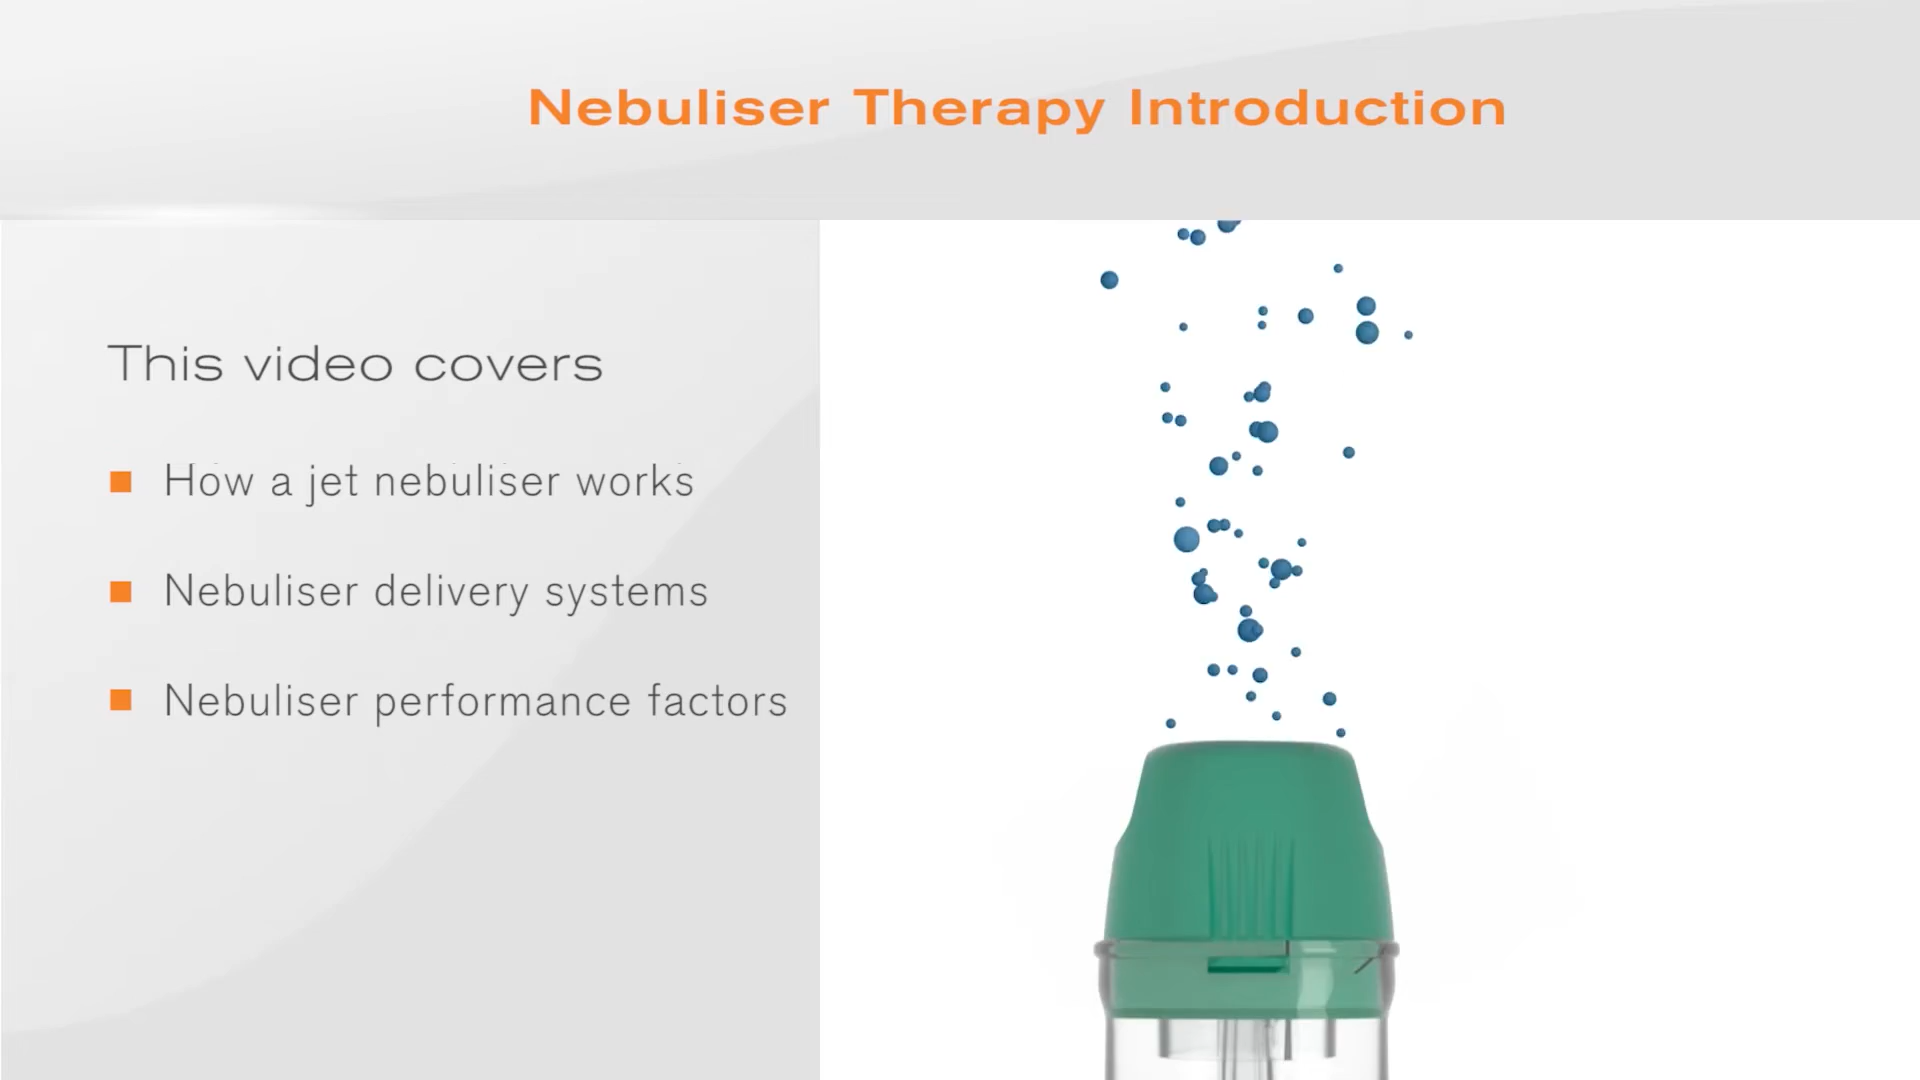 Nebuliser Therapy Introduction
This video covers
How a jet nebuliser works
Nebuliser delivery systems
Nebuliser performance factors